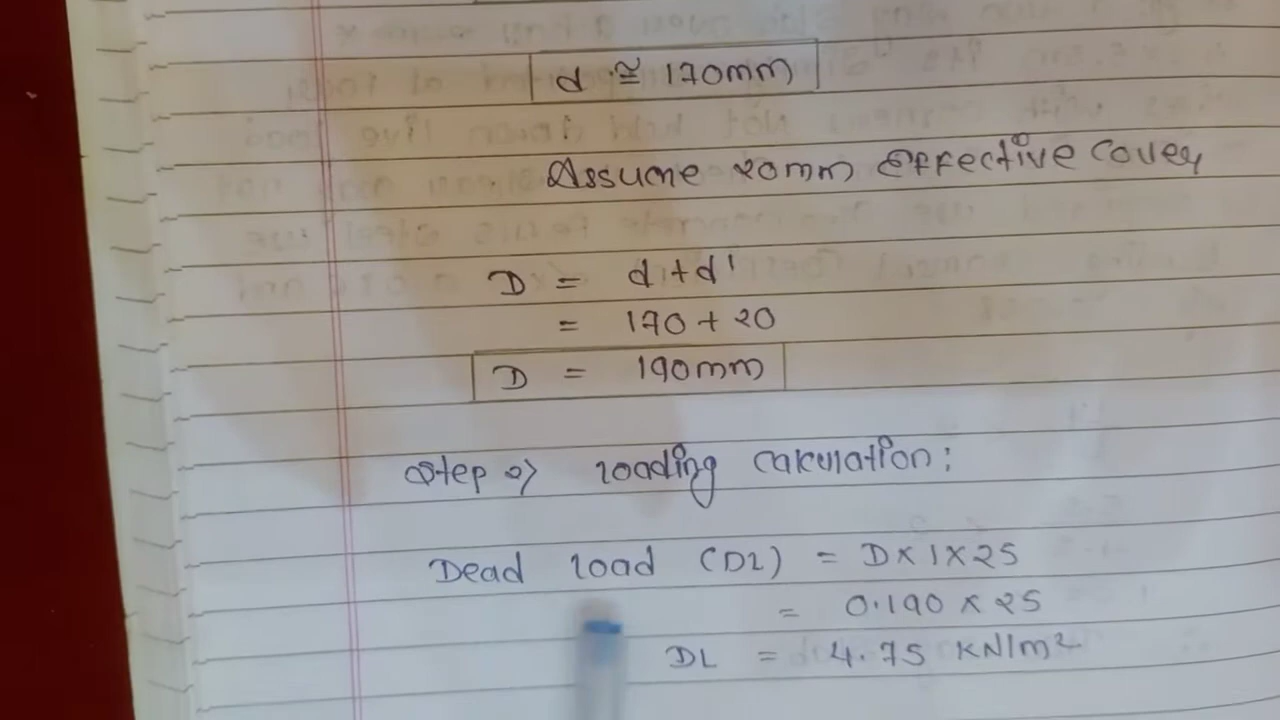 d ≅ 170mm
Assume 20mm Effective cover
D = d + d'
= 170 + 20
D = 190mm
Step 2) loading calculation:
Dead load (DL) = D x 1 x 25
= 0.190 x 25
DL = 4.75 KN/m²